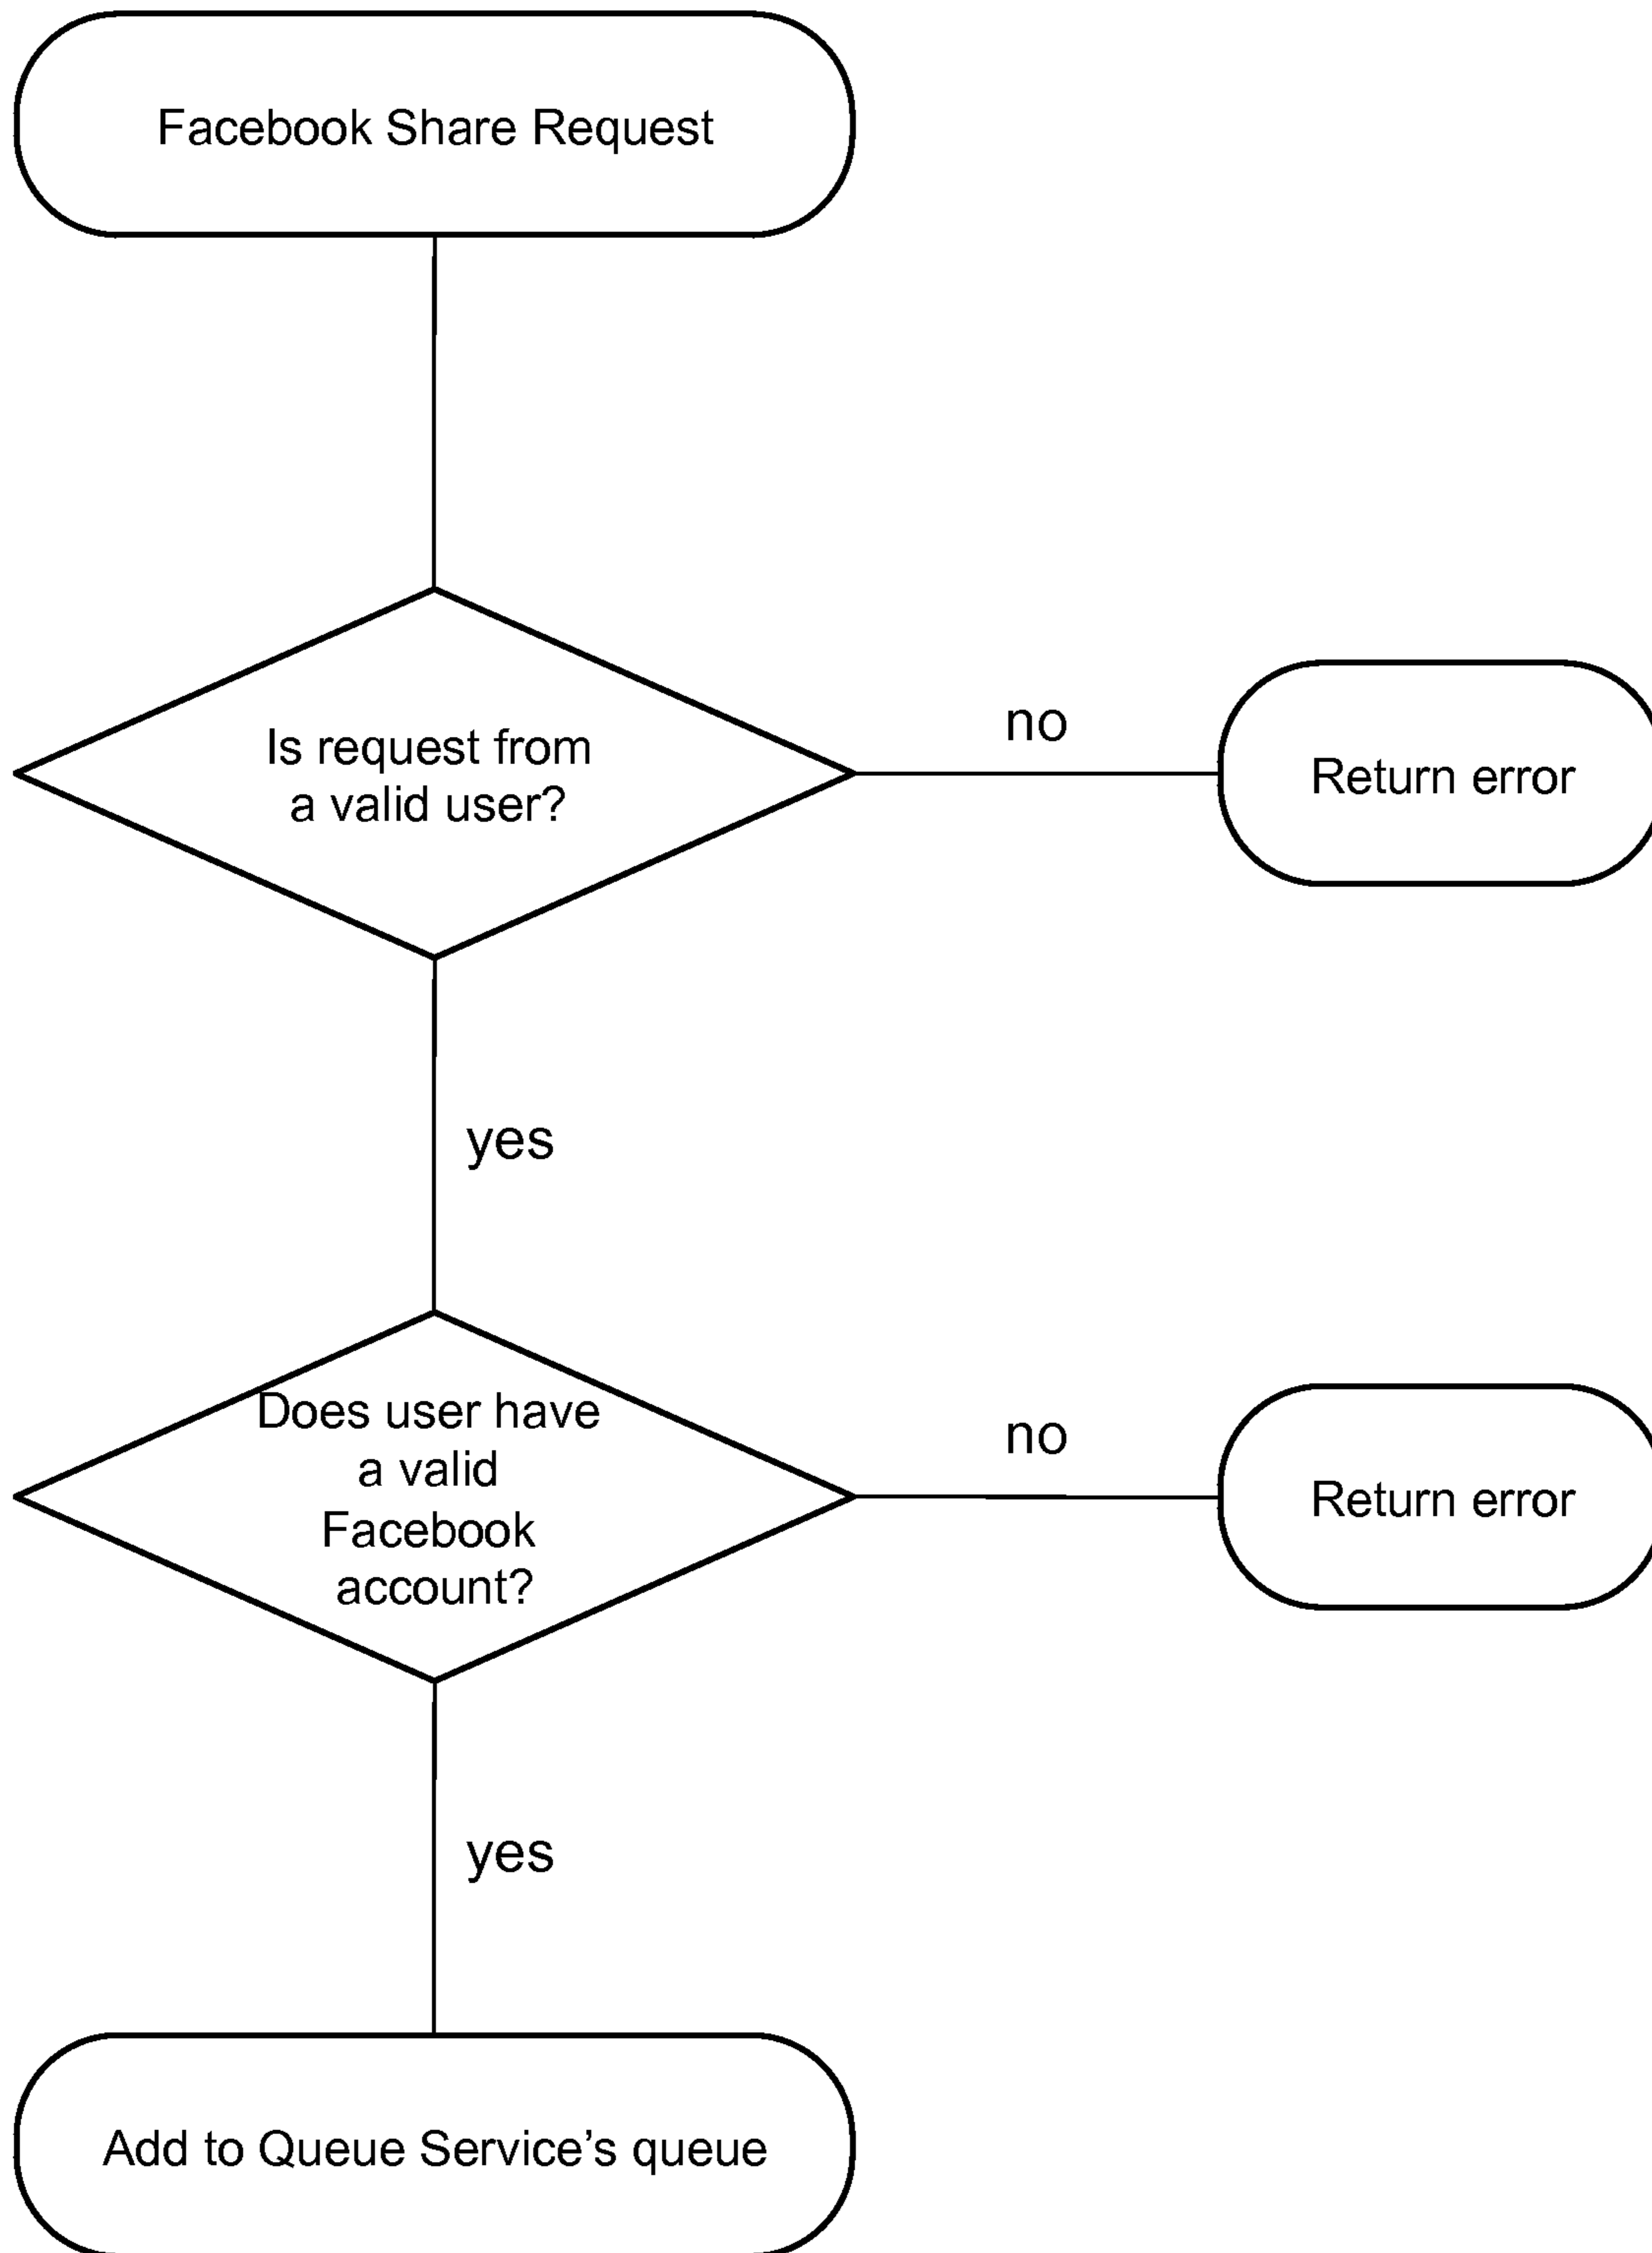 Facebook Share Request
Is request from
a valid user?
no
Return error
yes
Does user have
a valid
Facebook
account?
no
Return error
yes
Add to Queue Service’s queue